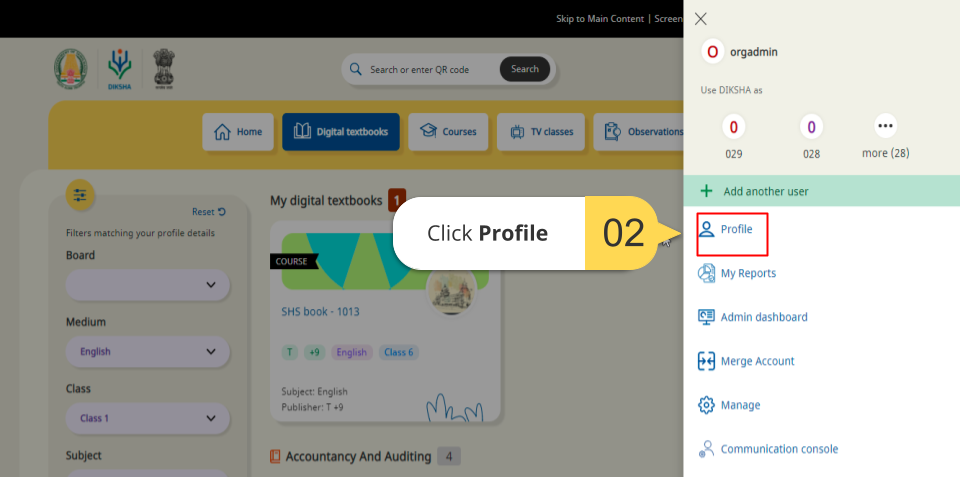 Skip to Main Content | Screen
DIKSHA
Search or enter QR code
Search
Home
Digital textbooks
Courses
TV classes
Observations
Reset
Filters matching your profile details
Board
Medium
English
Class
Class 1
Subject
My digital textbooks 1
COURSE
SHS book - 1013
T
+9
English
Class 6
Subject: English
Publisher: T +9
Accountancy And Auditing 4
Click Profile
02
O
orgadmin
Use DIKSHA as
0
0
•••
029
028
more (28)
+ Add another user
Profile
My Reports
Admin dashboard
Merge Account
Manage
Communication console